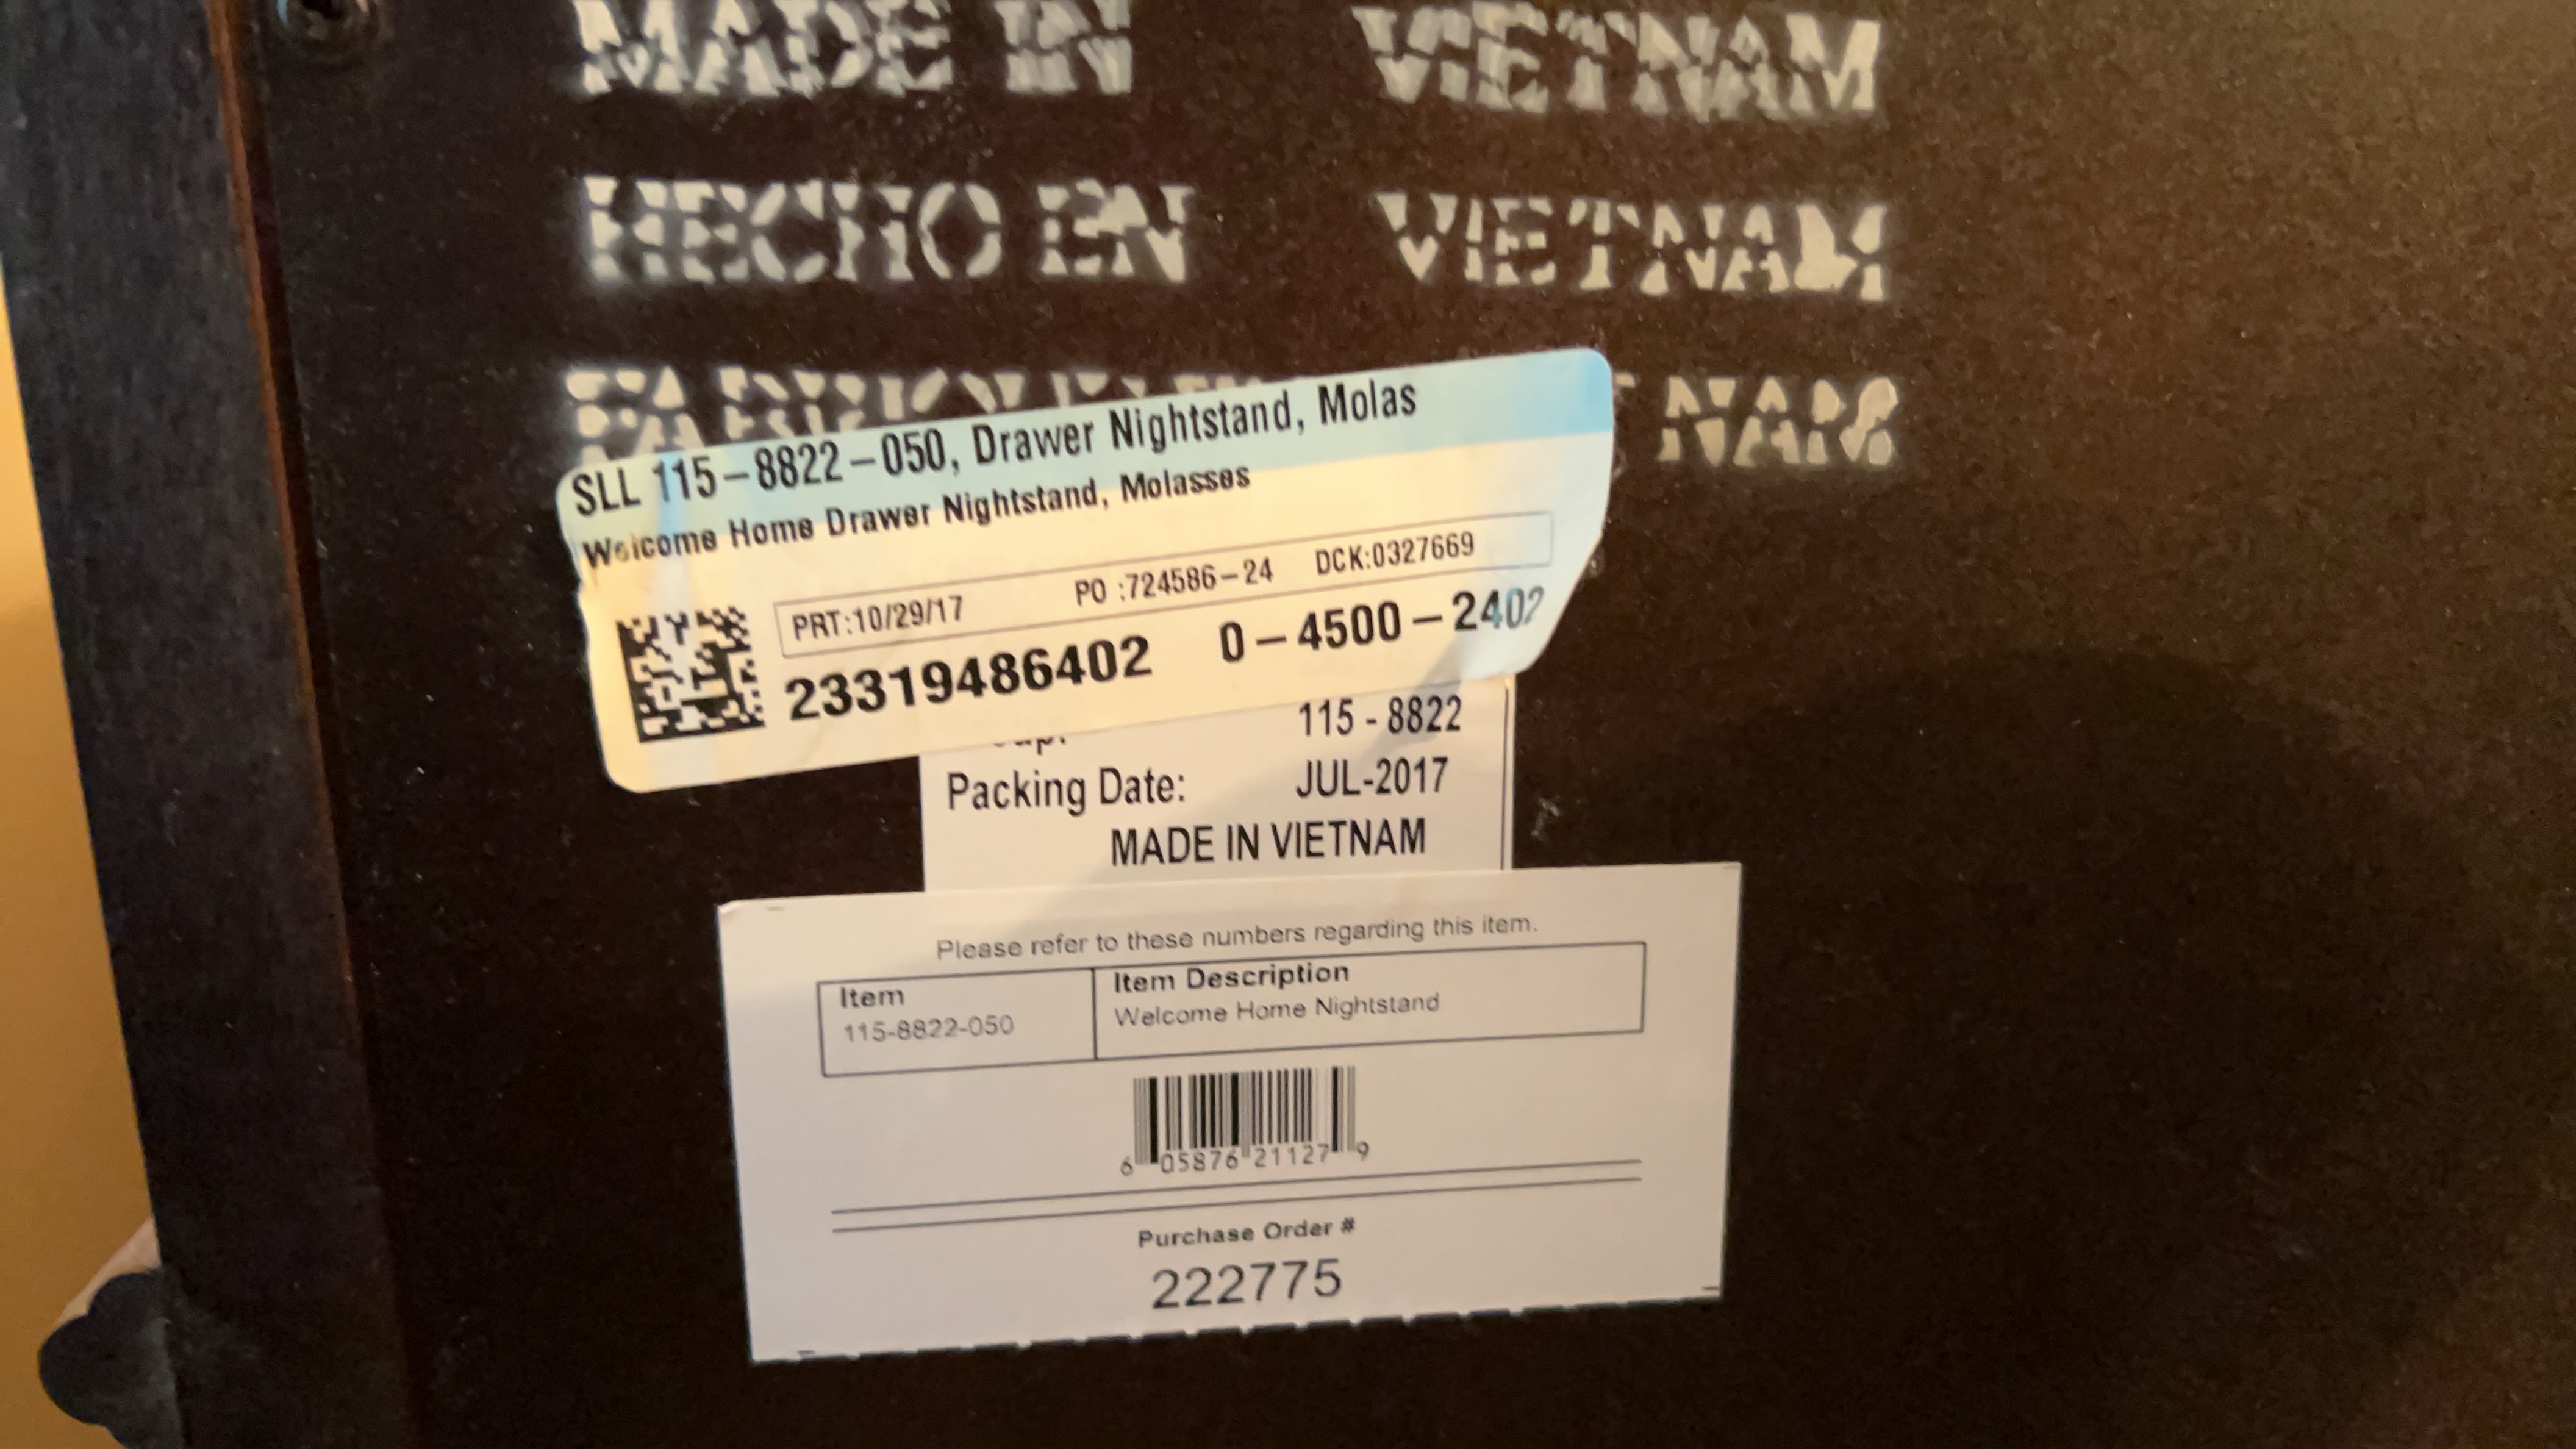 MADE IN VIETNAM
HECHO EN VIETNAM
SLL 115-8822-050, Drawer Nightstand, Molas
Welcome Home Drawer Nightstand, Molasses
PRT:10/29/17 PO :724586-24 DCK:0327669
23319486402 0-4500-2402
115 - 8822
Packing Date: JUL-2017
MADE IN VIETNAM
Please refer to these numbers regarding this item.
Item Item Description
115-8822-050 Welcome Home Nightstand
6 05876 21127 9
Purchase Order #
222775